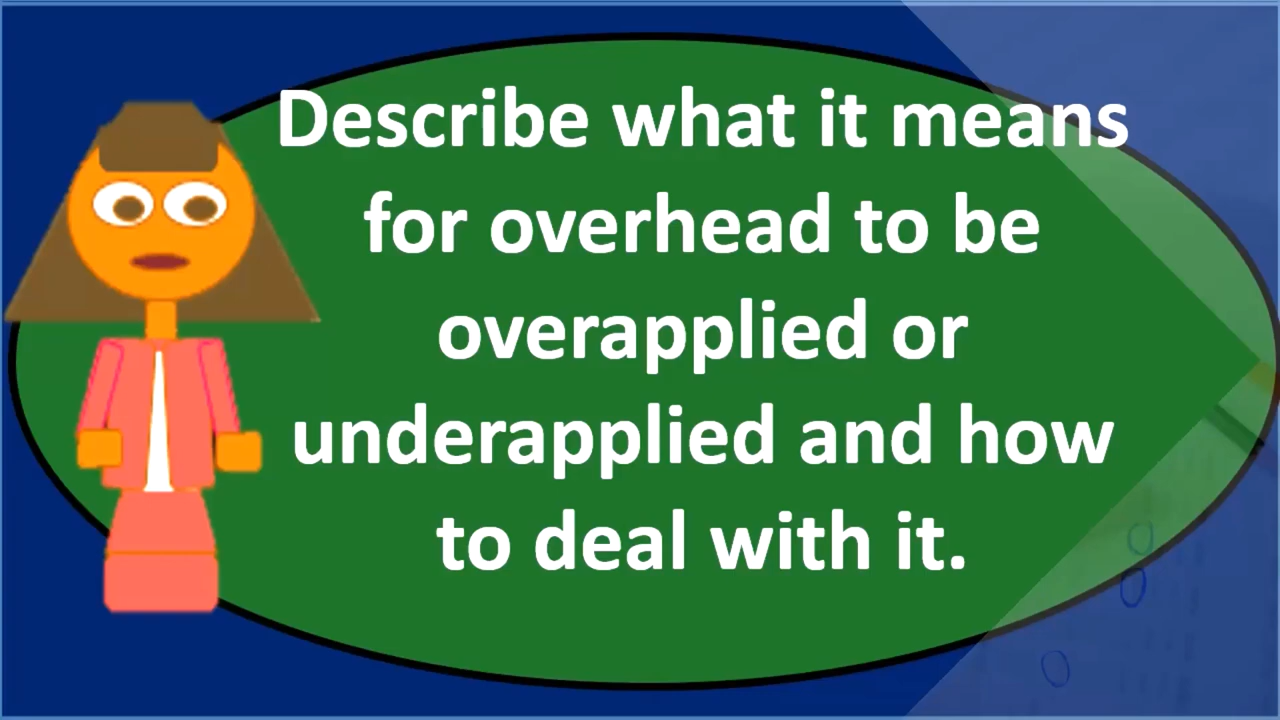 Describe what it means
for overhead to be
overapplied or
underapplied and how
to deal with it.